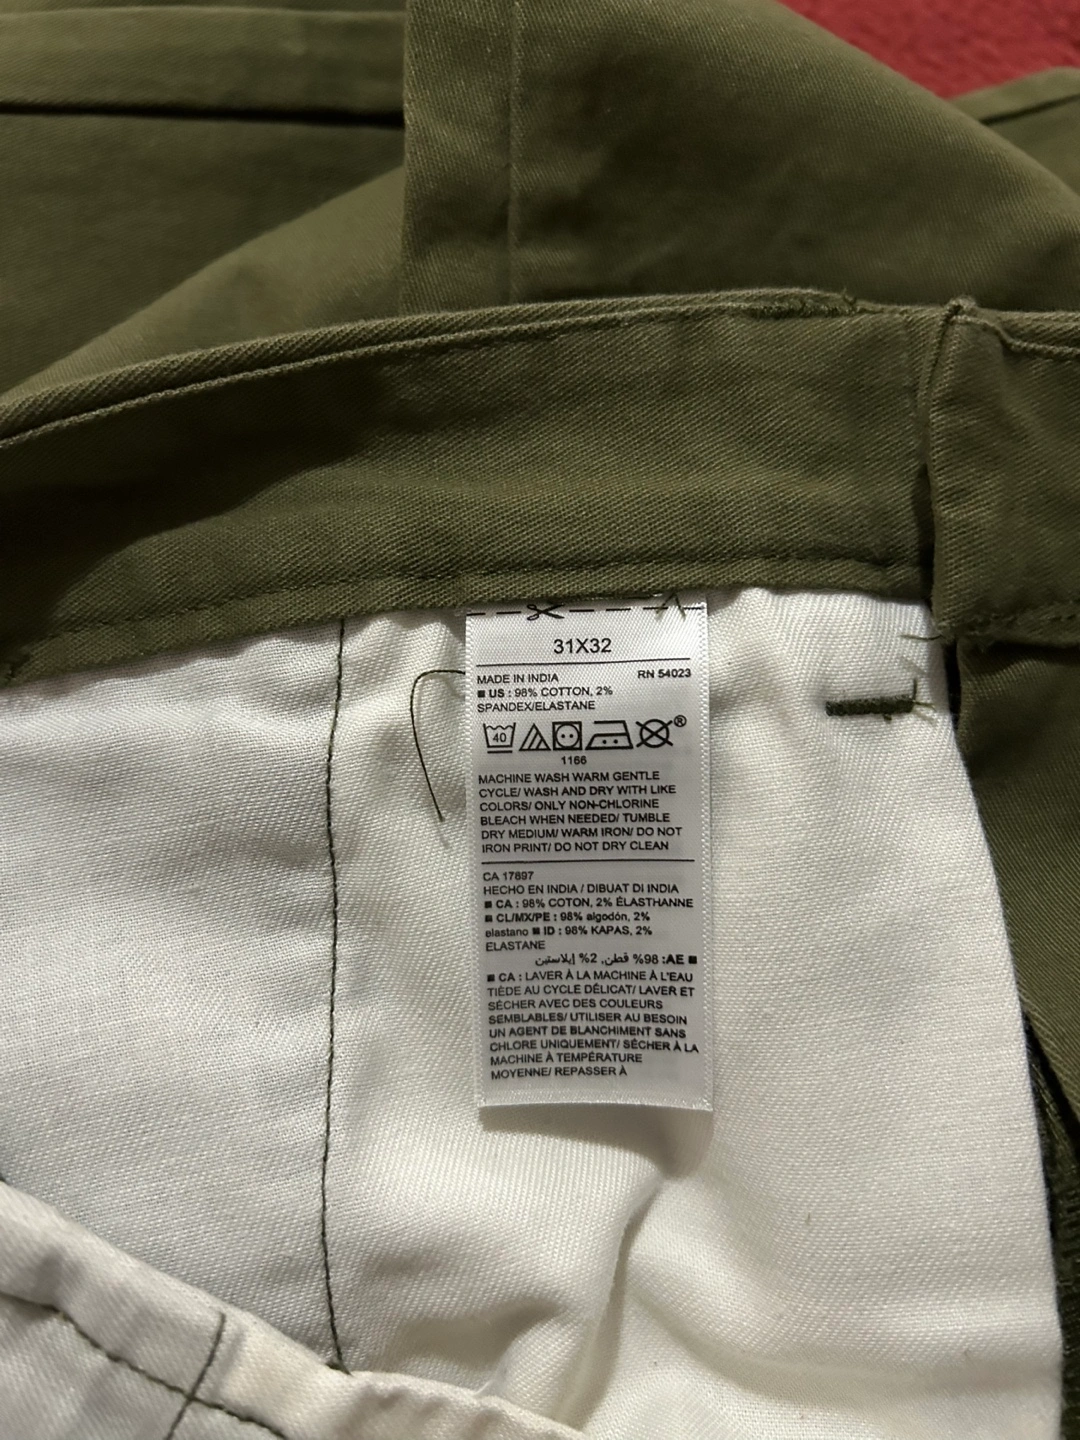 31X32
MADE IN INDIA RN 54023
■ US : 98% COTTON, 2%
SPANDEX/ELASTANE
40 ®
1166
MACHINE WASH WARM GENTLE
CYCLE/ WASH AND DRY WITH LIKE
COLORS/ ONLY NON-CHLORINE
BLEACH WHEN NEEDED/ TUMBLE
DRY MEDIUM/ WARM IRON/ DO NOT
IRON PRINT/ DO NOT DRY CLEAN
CA 17897
HECHO EN INDIA / DIBUAT DI INDIA
■ CA : 98% COTON, 2% ÉLASTHANNE
■ CL/MX/PE : 98% algodón, 2%
elastano ■ ID : 98% KAPAS, 2%
ELASTANE
■ AE: 98% قطن, 2% إيلاستين
■ CA : LAVER À LA MACHINE À L'EAU
TIÈDE AU CYCLE DÉLICAT/ LAVER ET
SÉCHER AVEC DES COULEURS
SEMBLABLES/ UTILISER AU BESOIN
UN AGENT DE BLANCHIMENT SANS
CHLORE UNIQUEMENT/ SÉCHER À LA
MACHINE À TEMPÉRATURE
MOYENNE/ REPASSER À